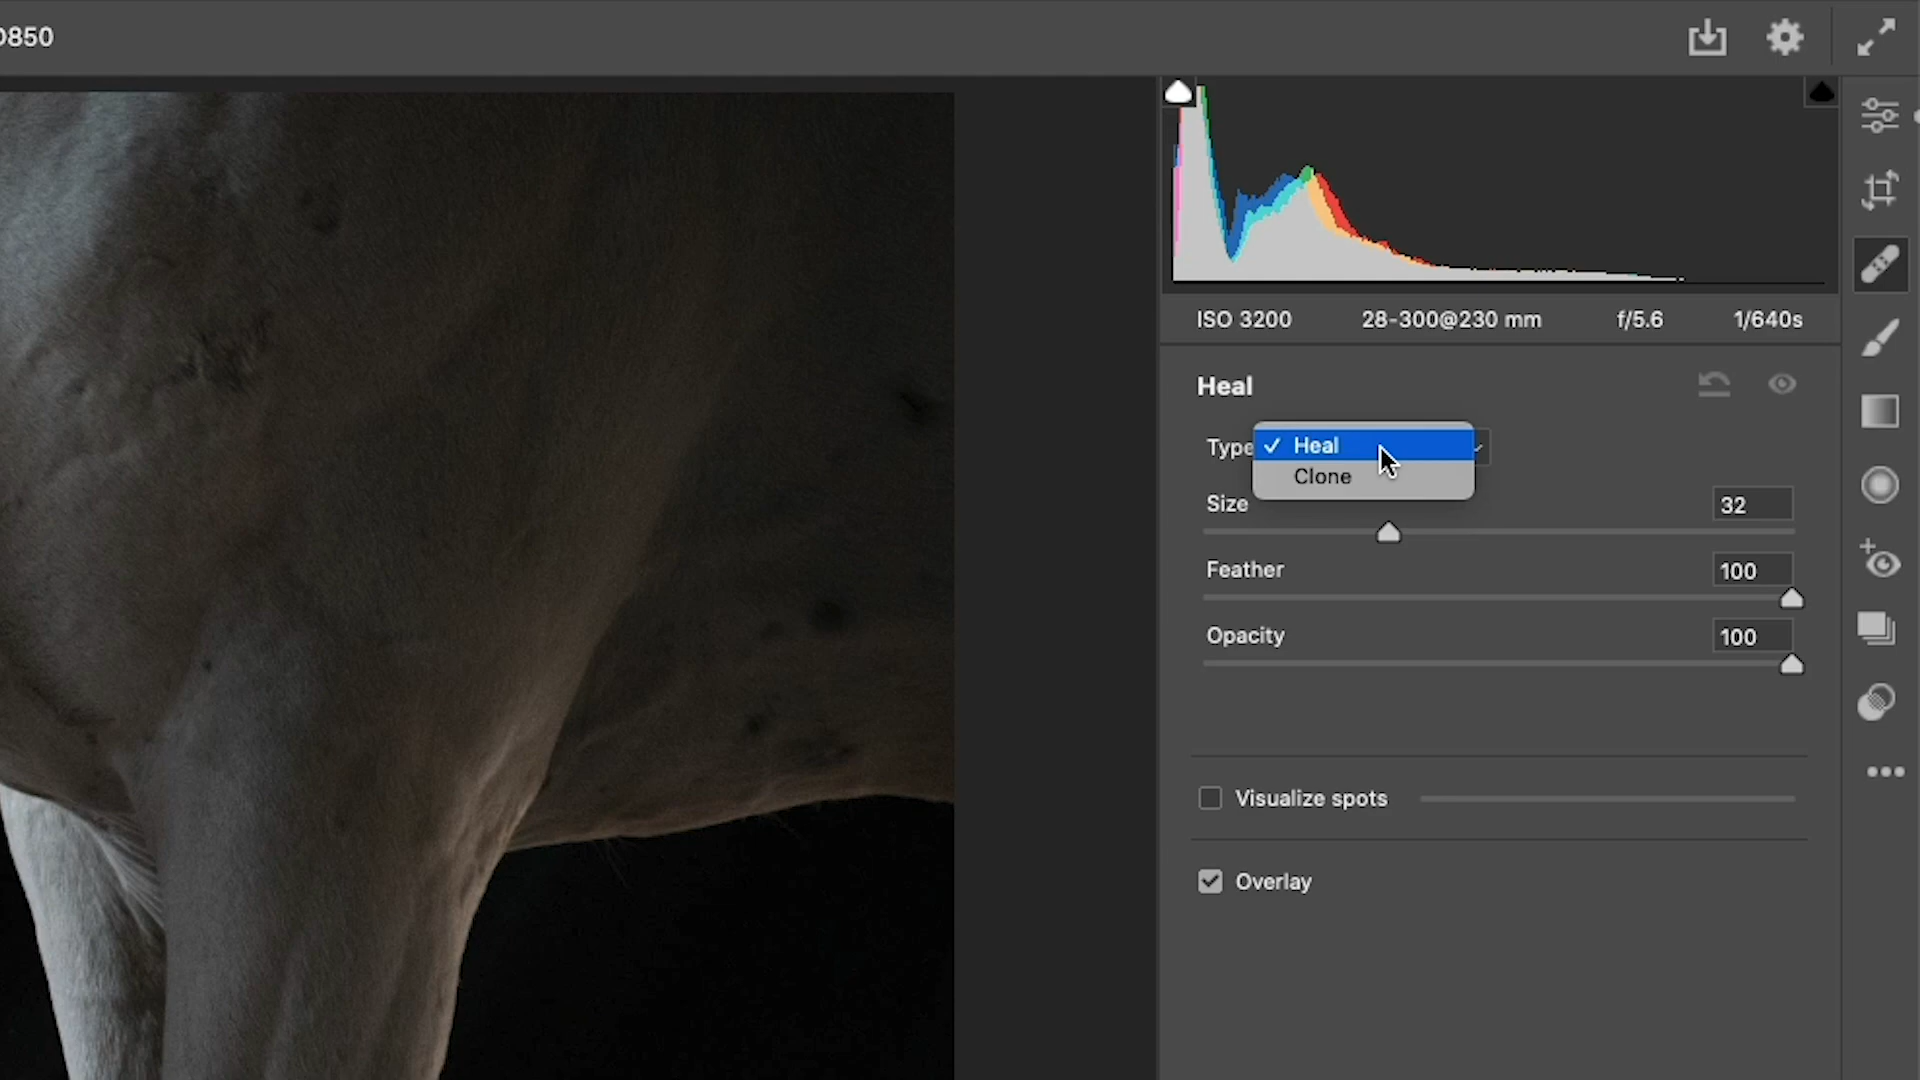 850
ISO 3200 28-300@230 mm f/5.6 1/640s
Heal
Type
✓ Heal
Clone
Size 32
Feather 100
Opacity 100
Visualize spots
Overlay